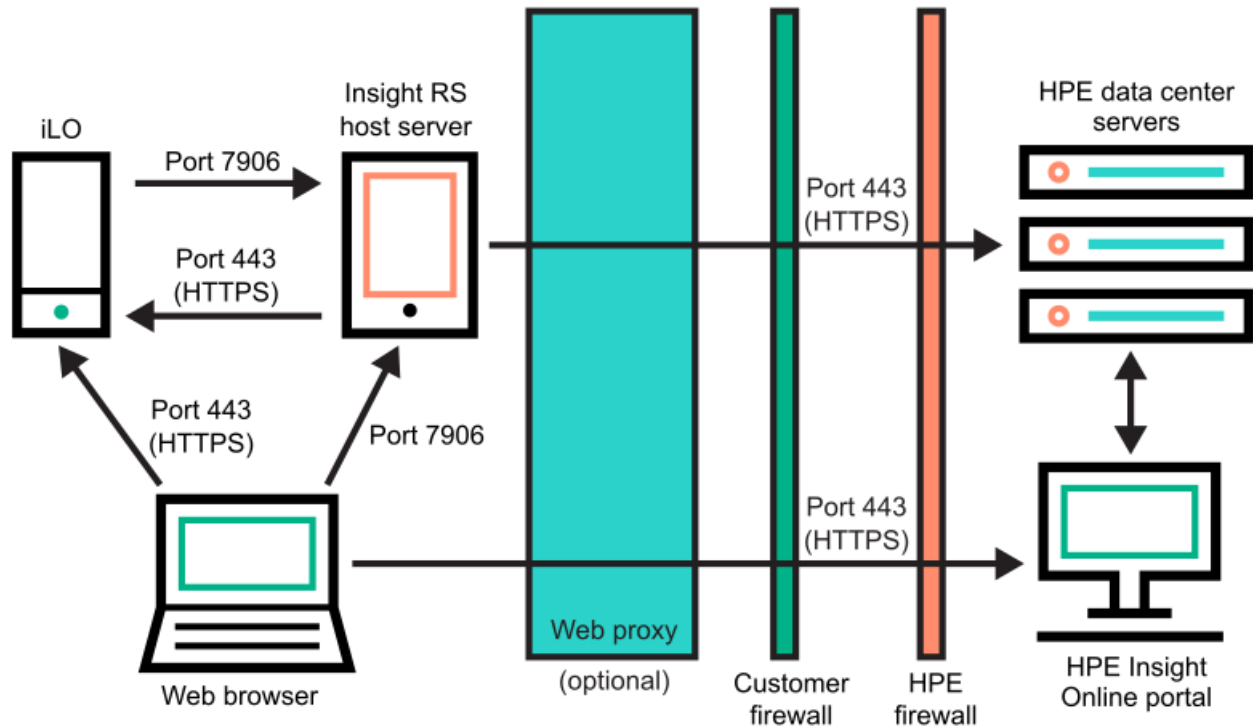 iLO
Insight RS
host server
HPE data center
servers
Port 7906
Port 443
(HTTPS)
Port 443
(HTTPS)
Port 443
(HTTPS)
Port 7906
Port 443
(HTTPS)
Web proxy
(optional)
Web browser
Customer
firewall
HPE
firewall
HPE Insight
Online portal